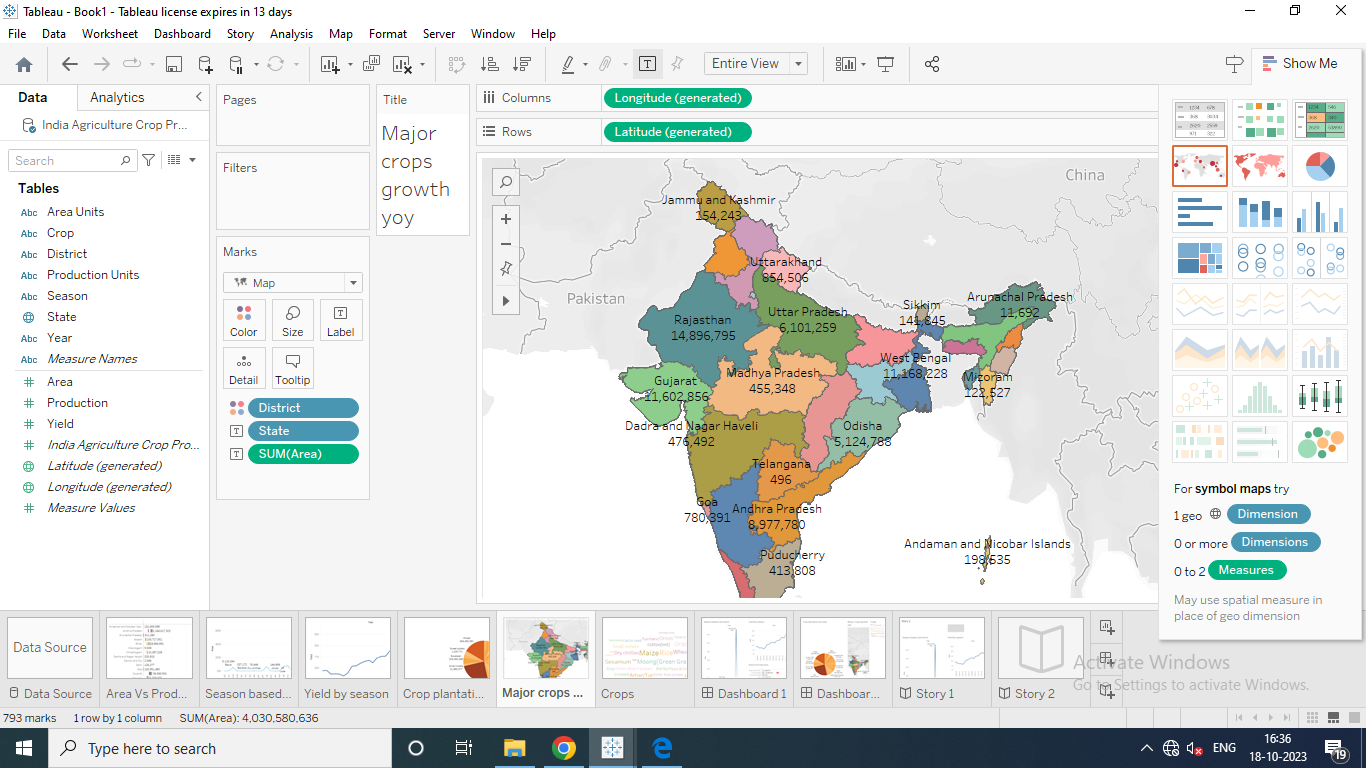 Tableau - Book1 - Tableau license expires in 13 days
File Data Worksheet Dashboard Story Analysis Map Format Server Window Help
Entire View
Show Me
Data Analytics
India Agriculture Crop Pr...
Search
Tables
Abc Area Units
Abc Crop
Abc District
Abc Production Units
Abc Season
State
Abc Year
Abc Measure Names
Area
Production
Yield
India Agriculture Crop Pro...
Latitude (generated)
Longitude (generated)
Measure Values
Pages
Filters
Marks
Map
Color Size Label
Detail Tooltip
District
State
SUM(Area)
Title
Major
crops
growth
yoy
Columns Longitude (generated)
Rows Latitude (generated)
China
Pakistan
Jammu and Kashmir
154,243
Uttarakhand
854,506
Rajasthan
14,896,795
Uttar Pradesh
6,101,259
Sikkim
141,845
Arunachal Pradesh
11,692
West Bengal
11,168,228
Madhya Pradesh
455,348
Gujarat
11,602,856
Mizoram
122,527
Dadra and Nagar Haveli
476,492
Odisha
5,124,788
Telangana
496
Goa
780,391
Andhra Pradesh
8,977,780
Puducherry
413,808
Andaman and Nicobar Islands
198,535
For symbol maps try
1 geo Dimension
0 or more Dimensions
0 to 2 Measures
May use spatial measure in
place of geo dimension
Data Source
Data Source Area Vs Prod... Season based... Yield by season Crop plantati... Major crops ... Crops Dashboard 1 Dashboar... Story 1 Story 2
Activate Windows
Go to Settings to activate Windows.
793 marks 1 row by 1 column SUM(Area): 4,030,580,636
Type here to search
ENG
16:36
18-10-2023
19